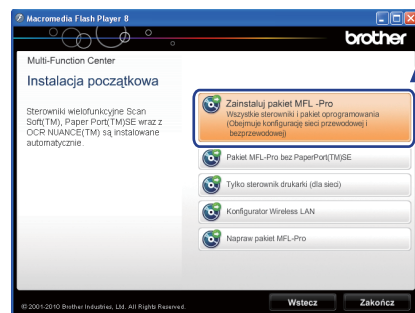 Macromedia Flash Player 8
brother
Multi-Function Center
Instalacja początkowa
Sterowniki wielofunkcyjne Scan
Soft(TM), Paper Port(TM)SE wraz z
OCR NUANCE(TM) są instalowane
automatycznie.
Zainstaluj pakiet MFL -Pro
Wszystkie sterowniki i pakiet oprogramowania
(Obejmuje konfigurację sieci przewodowej i
bezprzewodowej)
Pakiet MFL-Pro bez PaperPort(TM)SE
Tylko sterownik drukarki (dla sieci)
Konfigurator Wireless LAN
Napraw pakiet MFL-Pro
© 2001-2010 Brother Industries, Ltd. All Rights Reserved.
Wstecz
Zakończ